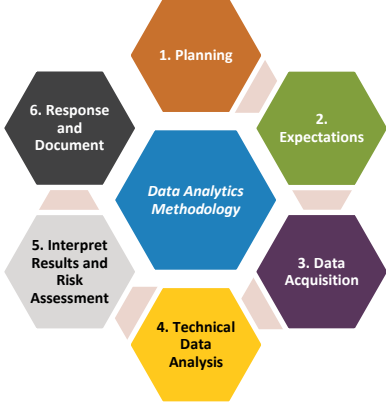 1. Planning
2.
Expectations
3. Data
Acquisition
4. Technical
Data
Analysis
5. Interpret
Results and
Risk
Assessment
6. Response
and
Document
Data Analytics
Methodology